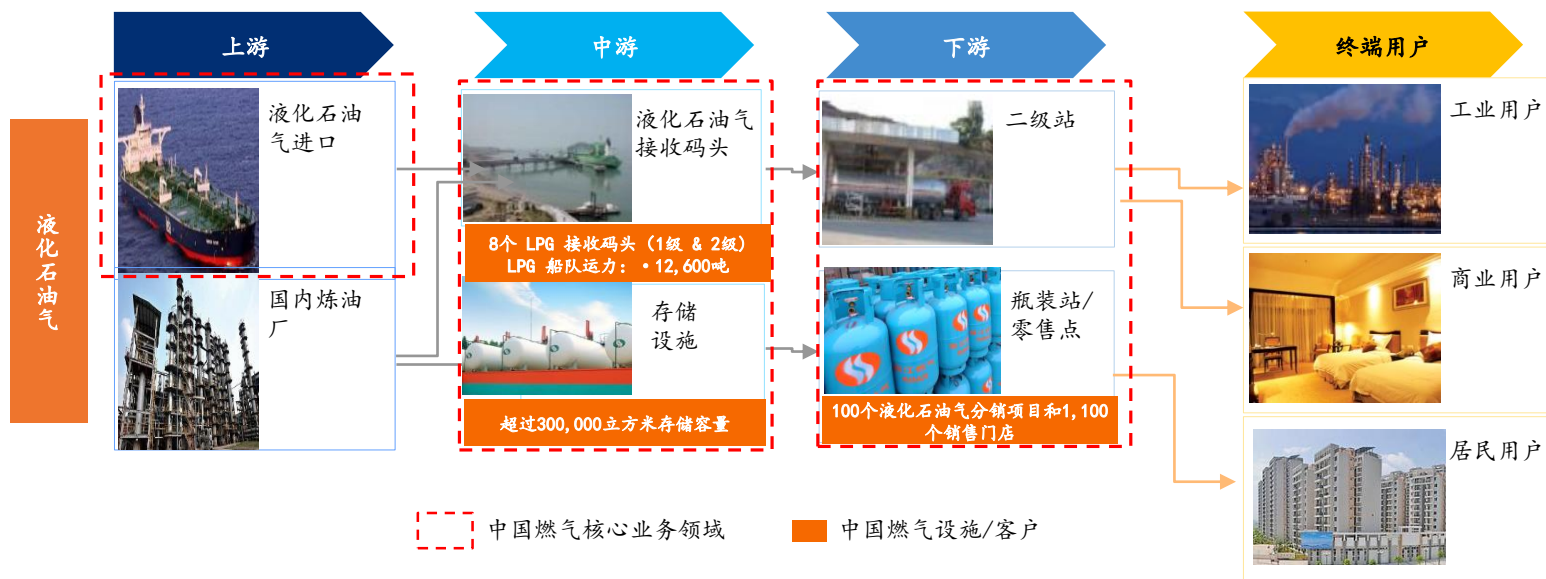 上游
中游
下游
终端用户
液化石油气
液化石油
气进口
国内炼油
厂
液化石油气
接收码头
8个 LPG 接收码头（1级 & 2级）
LPG 船队运力：·12,600吨
存储
设施
超过300,000立方米存储容量
二级站
瓶装站/
零售点
100个液化石油气分销项目和1,100
个销售门店
工业用户
商业用户
居民用户
中国燃气核心业务领域
中国燃气设施/客户